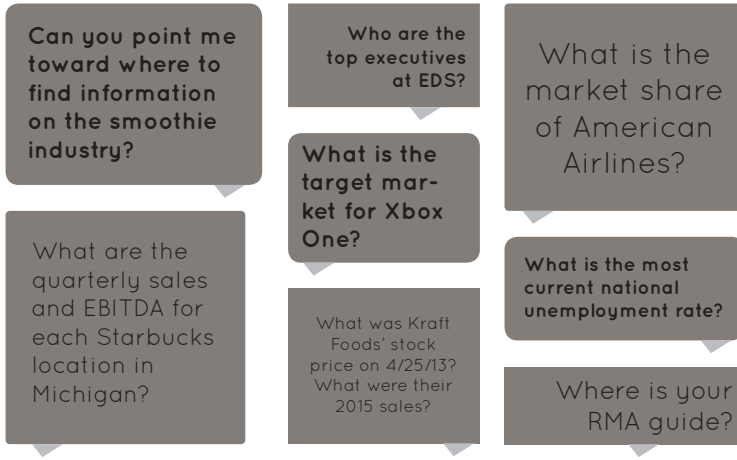 Can you point me
toward where to
find information
on the smoothie
industry?
What are the
quarterly sales
and EBITDA for
each Starbucks
location in
Michigan?
Who are the
top executives
at EDS?
What is the
target mar-
ket for Xbox
One?
What was Kraft
Foods’ stock
price on 4/25/13?
What were their
2015 sales?
What is the
market share
of American
Airlines?
What is the most
current national
unemployment rate?
Where is your
RMA guide?